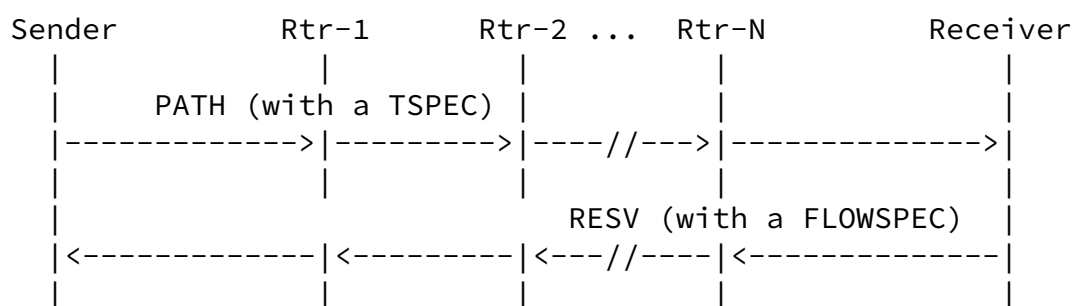 Sender Rtr-1 Rtr-2 ... Rtr-N Receiver
| | | | |
| PATH (with a TSPEC) | | |
|------------->|--------->|----//--->|-------------->|
| | | | |
| RESV (with a FLOWSPEC) |
|<-------------|<---------|<---//----|<--------------|
| | | | |